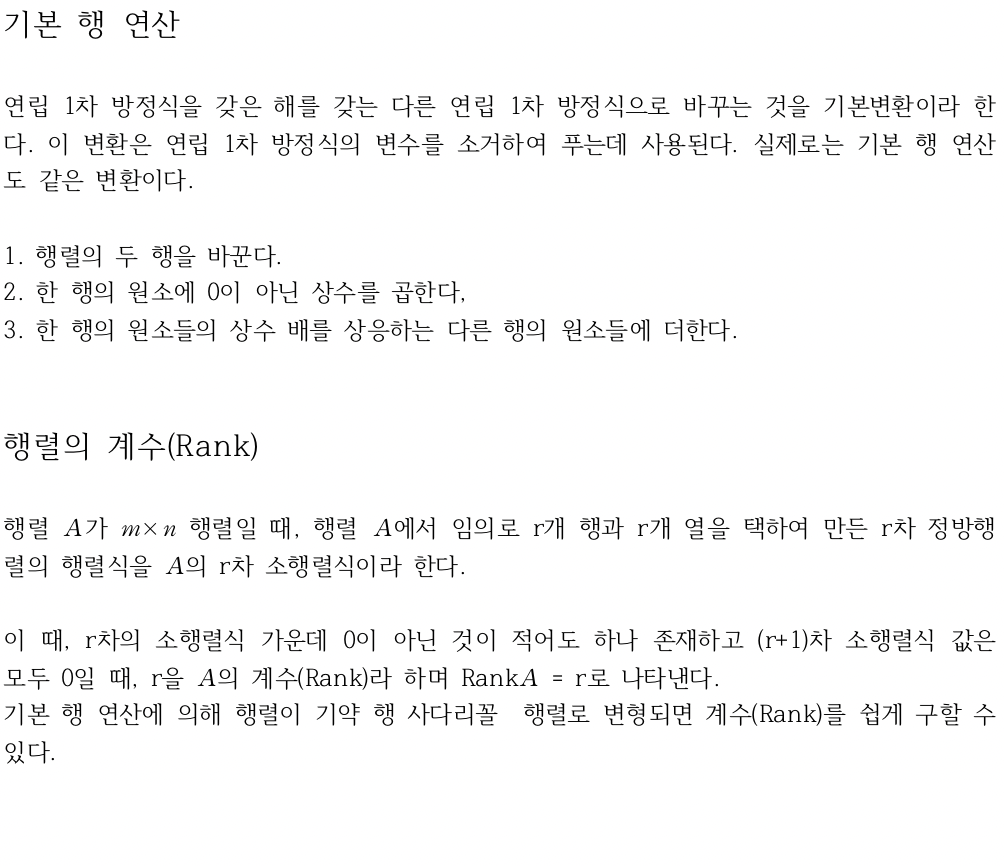 기본 행 연산
연립 1차 방정식을 갖은 해를 갖는 다른 연립 1차 방정식으로 바꾸는 것을 기본변환이라 한
다. 이 변환은 연립 1차 방정식의 변수를 소거하여 푸는데 사용된다. 실제로는 기본 행 연산
도 같은 변환이다.
1. 행렬의 두 행을 바꾼다.
2. 한 행의 원소에 0이 아닌 상수를 곱한다,
3. 한 행의 원소들의 상수 배를 상응하는 다른 행의 원소들에 더한다.
행렬의 계수(Rank)
행렬 A가 m×n 행렬일 때, 행렬 A에서 임의로 r개 행과 r개 열을 택하여 만든 r차 정방행
렬의 행렬식을 A의 r차 소행렬식이라 한다.
이 때, r차의 소행렬식 가운데 0이 아닌 것이 적어도 하나 존재하고 (r+1)차 소행렬식 값은
모두 0일 때, r을 A의 계수(Rank)라 하며 RankA = r로 나타낸다.
기본 행 연산에 의해 행렬이 기약 행 사다리꼴 행렬로 변형되면 계수(Rank)를 쉽게 구할 수
있다.